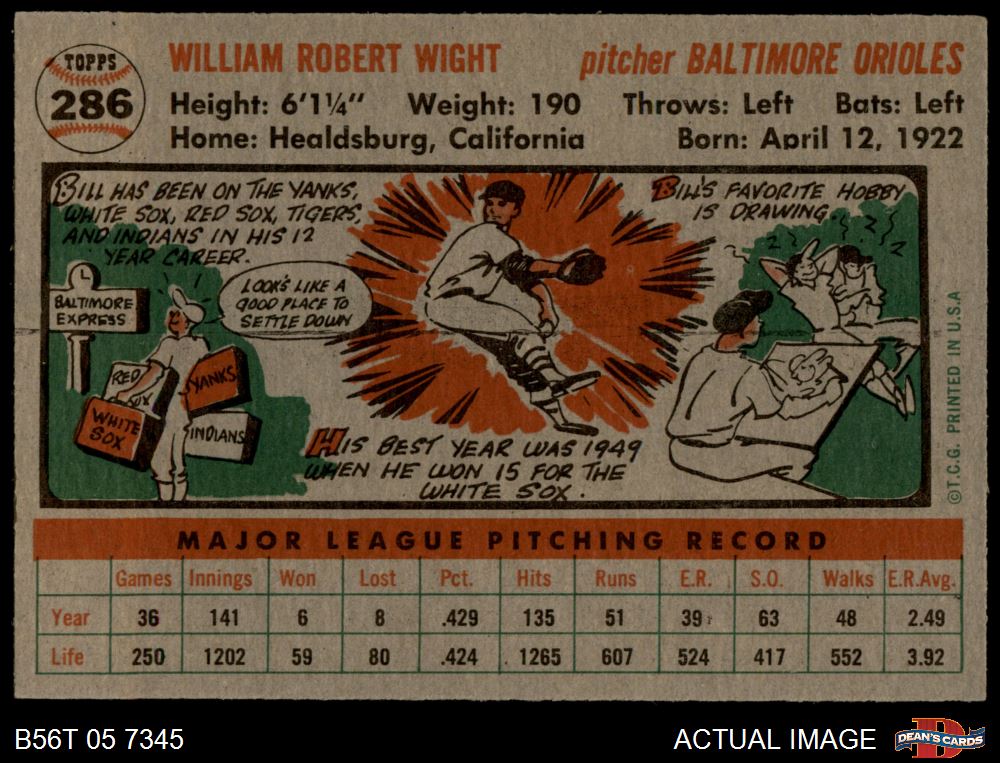 TOPPS
286
WILLIAM ROBERT WIGHT
pitcher BALTIMORE ORIOLES
Height: 6'1¼" Weight: 190 Throws: Left Bats: Left
Home: Healdsburg, California Born: April 12, 1922
BILL HAS BEEN ON THE YANKS,
WHITE SOX, RED SOX, TIGERS,
AND INDIANS IN HIS 12
YEAR CAREER.
BALTIMORE
EXPRESS
LOOKS LIKE A
GOOD PLACE TO
SETTLE DOWN
RED
SOX
YANKS
WHITE
SOX
INDIANS
HIS BEST YEAR WAS 1949
WHEN HE WON 15 FOR THE
WHITE SOX.
BILL'S FAVORITE HOBBY
IS DRAWING.
Z Z Z
©T.C.G. PRINTED IN U.S.A
MAJOR LEAGUE PITCHING RECORD
Games Innings Won Lost Pct. Hits Runs E.R. S.O. Walks E.R.Avg.
Year 36 141 6 8 .429 135 51 39 63 48 2.49
Life 250 1202 59 80 .424 1265 607 524 417 552 3.92
B56T 05 7345
ACTUAL IMAGE
DEAN'S CARDS